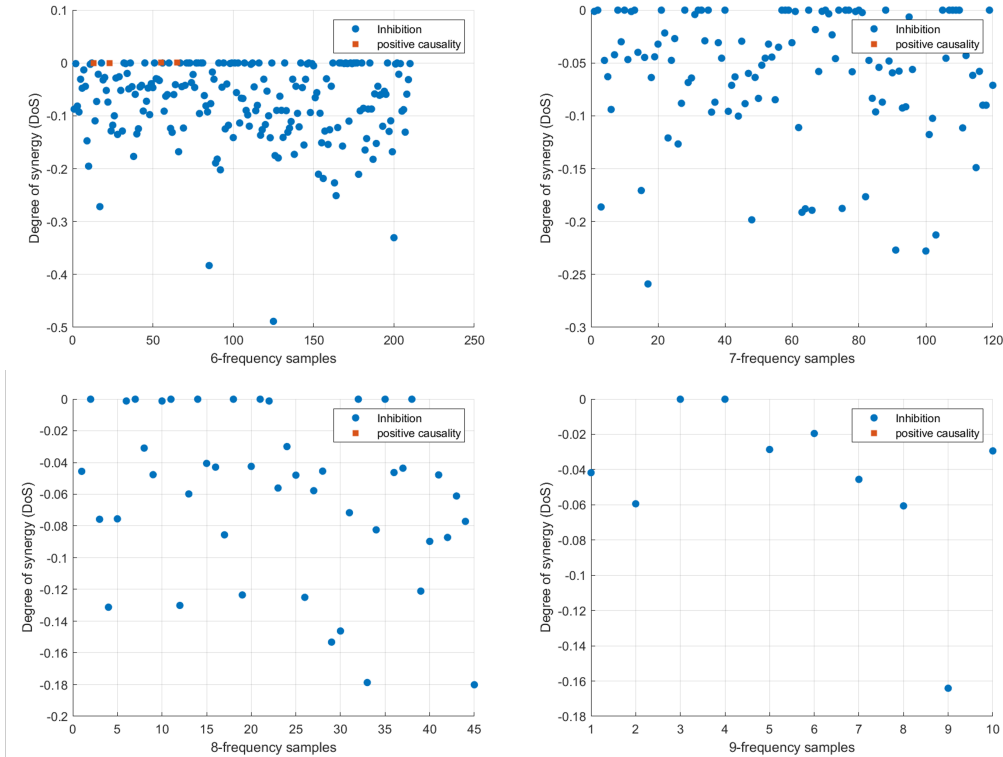 0.1
0
-0.1
-0.2
-0.3
-0.4
-0.5
Degree of synergy (DoS)
0 50 100 150 200 250
6-frequency samples
Inhibition
positive causality
0
-0.05
-0.1
-0.15
-0.2
-0.25
-0.3
Degree of synergy (DoS)
0 20 40 60 80 100 120
7-frequency samples
Inhibition
positive causality
0
-0.02
-0.04
-0.06
-0.08
-0.1
-0.12
-0.14
-0.16
-0.18
-0.2
Degree of synergy (DoS)
0 5 10 15 20 25 30 35 40 45
8-frequency samples
Inhibition
positive causality
0
-0.02
-0.04
-0.06
-0.08
-0.1
-0.12
-0.14
-0.16
-0.18
Degree of synergy (DoS)
1 2 3 4 5 6 7 8 9 10
9-frequency samples
Inhibition
positive causality